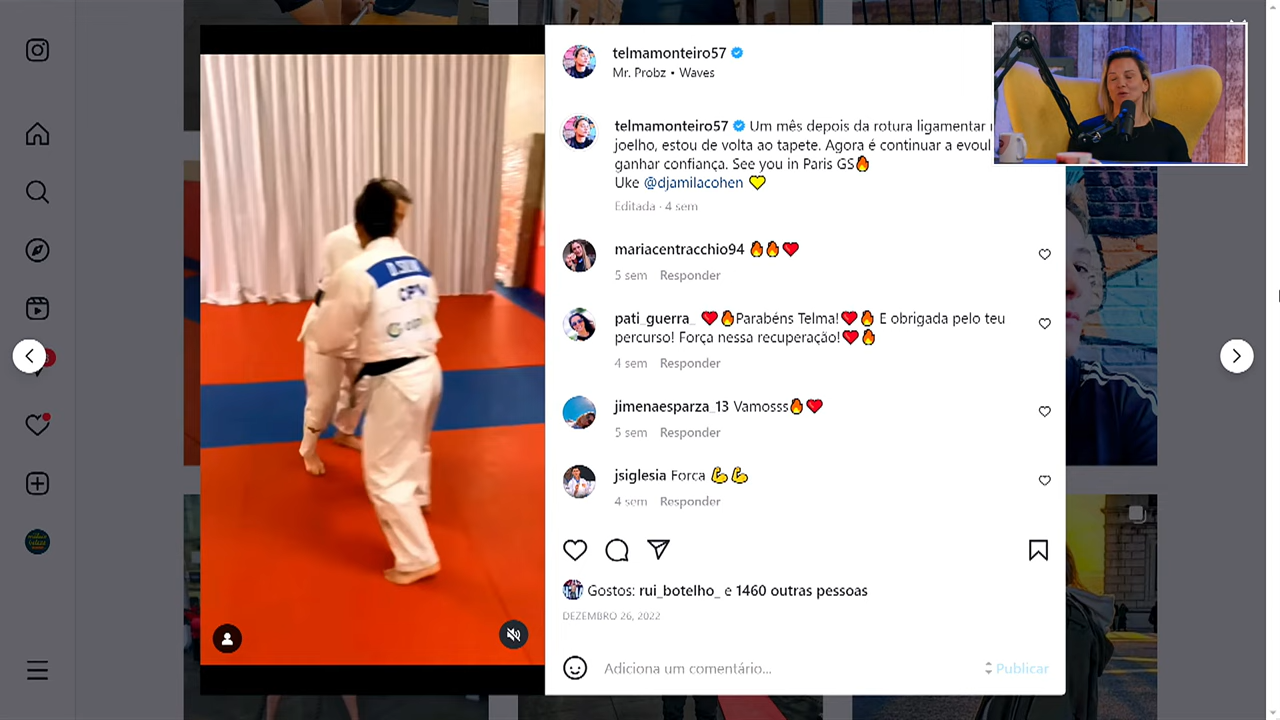 telmamonteiro57
Mr. Probz • Waves
telmamonteiro57 Um mês depois da rotura ligamentar
joelho, estou de volta ao tapete. Agora é continuar a evoul
ganhar confiança. See you in Paris GS🔥
Uke @djamilacohen 💛
Editada · 4 sem
mariacentracchio94 🔥🔥❤️
5 sem Responder
pati_guerra_ ❤️🔥Parabéns Telma!❤️🔥 E obrigada pelo teu
percurso! Força nessa recuperação!❤️🔥
4 sem Responder
jimenaesparza_13 Vamosss🔥❤️
5 sem Responder
jsiglesia Forca 💪💪
4 sem Responder
Gostos: rui_botelho_ e 1460 outras pessoas
DEZEMBRO 26, 2022
Adiciona um comentário...
Publicar